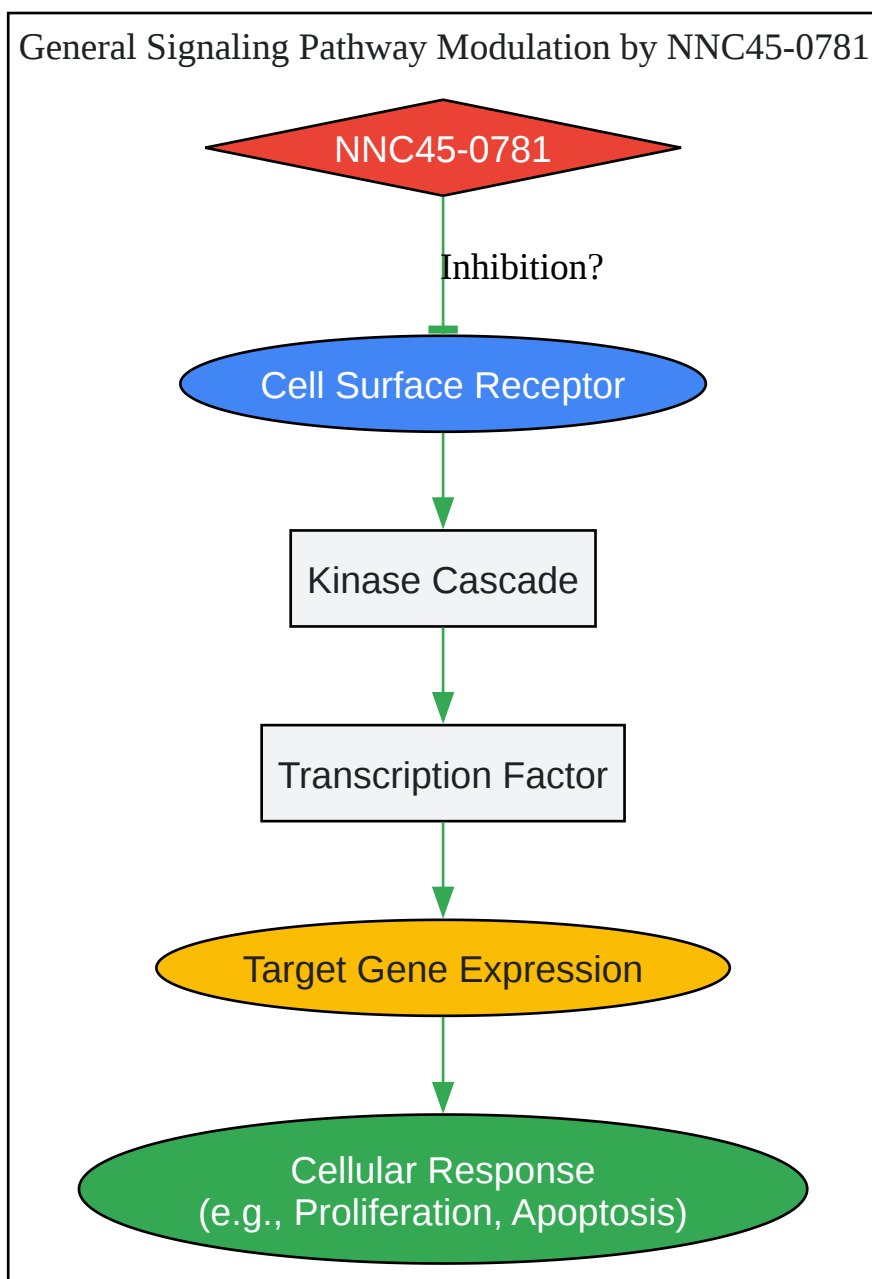 General Signaling Pathway Modulation by NNC45-0781
NNC45-0781
Inhibition?
Cell Surface Receptor
Kinase Cascade
Transcription Factor
Target Gene Expression
Cellular Response
(e.g., Proliferation, Apoptosis)